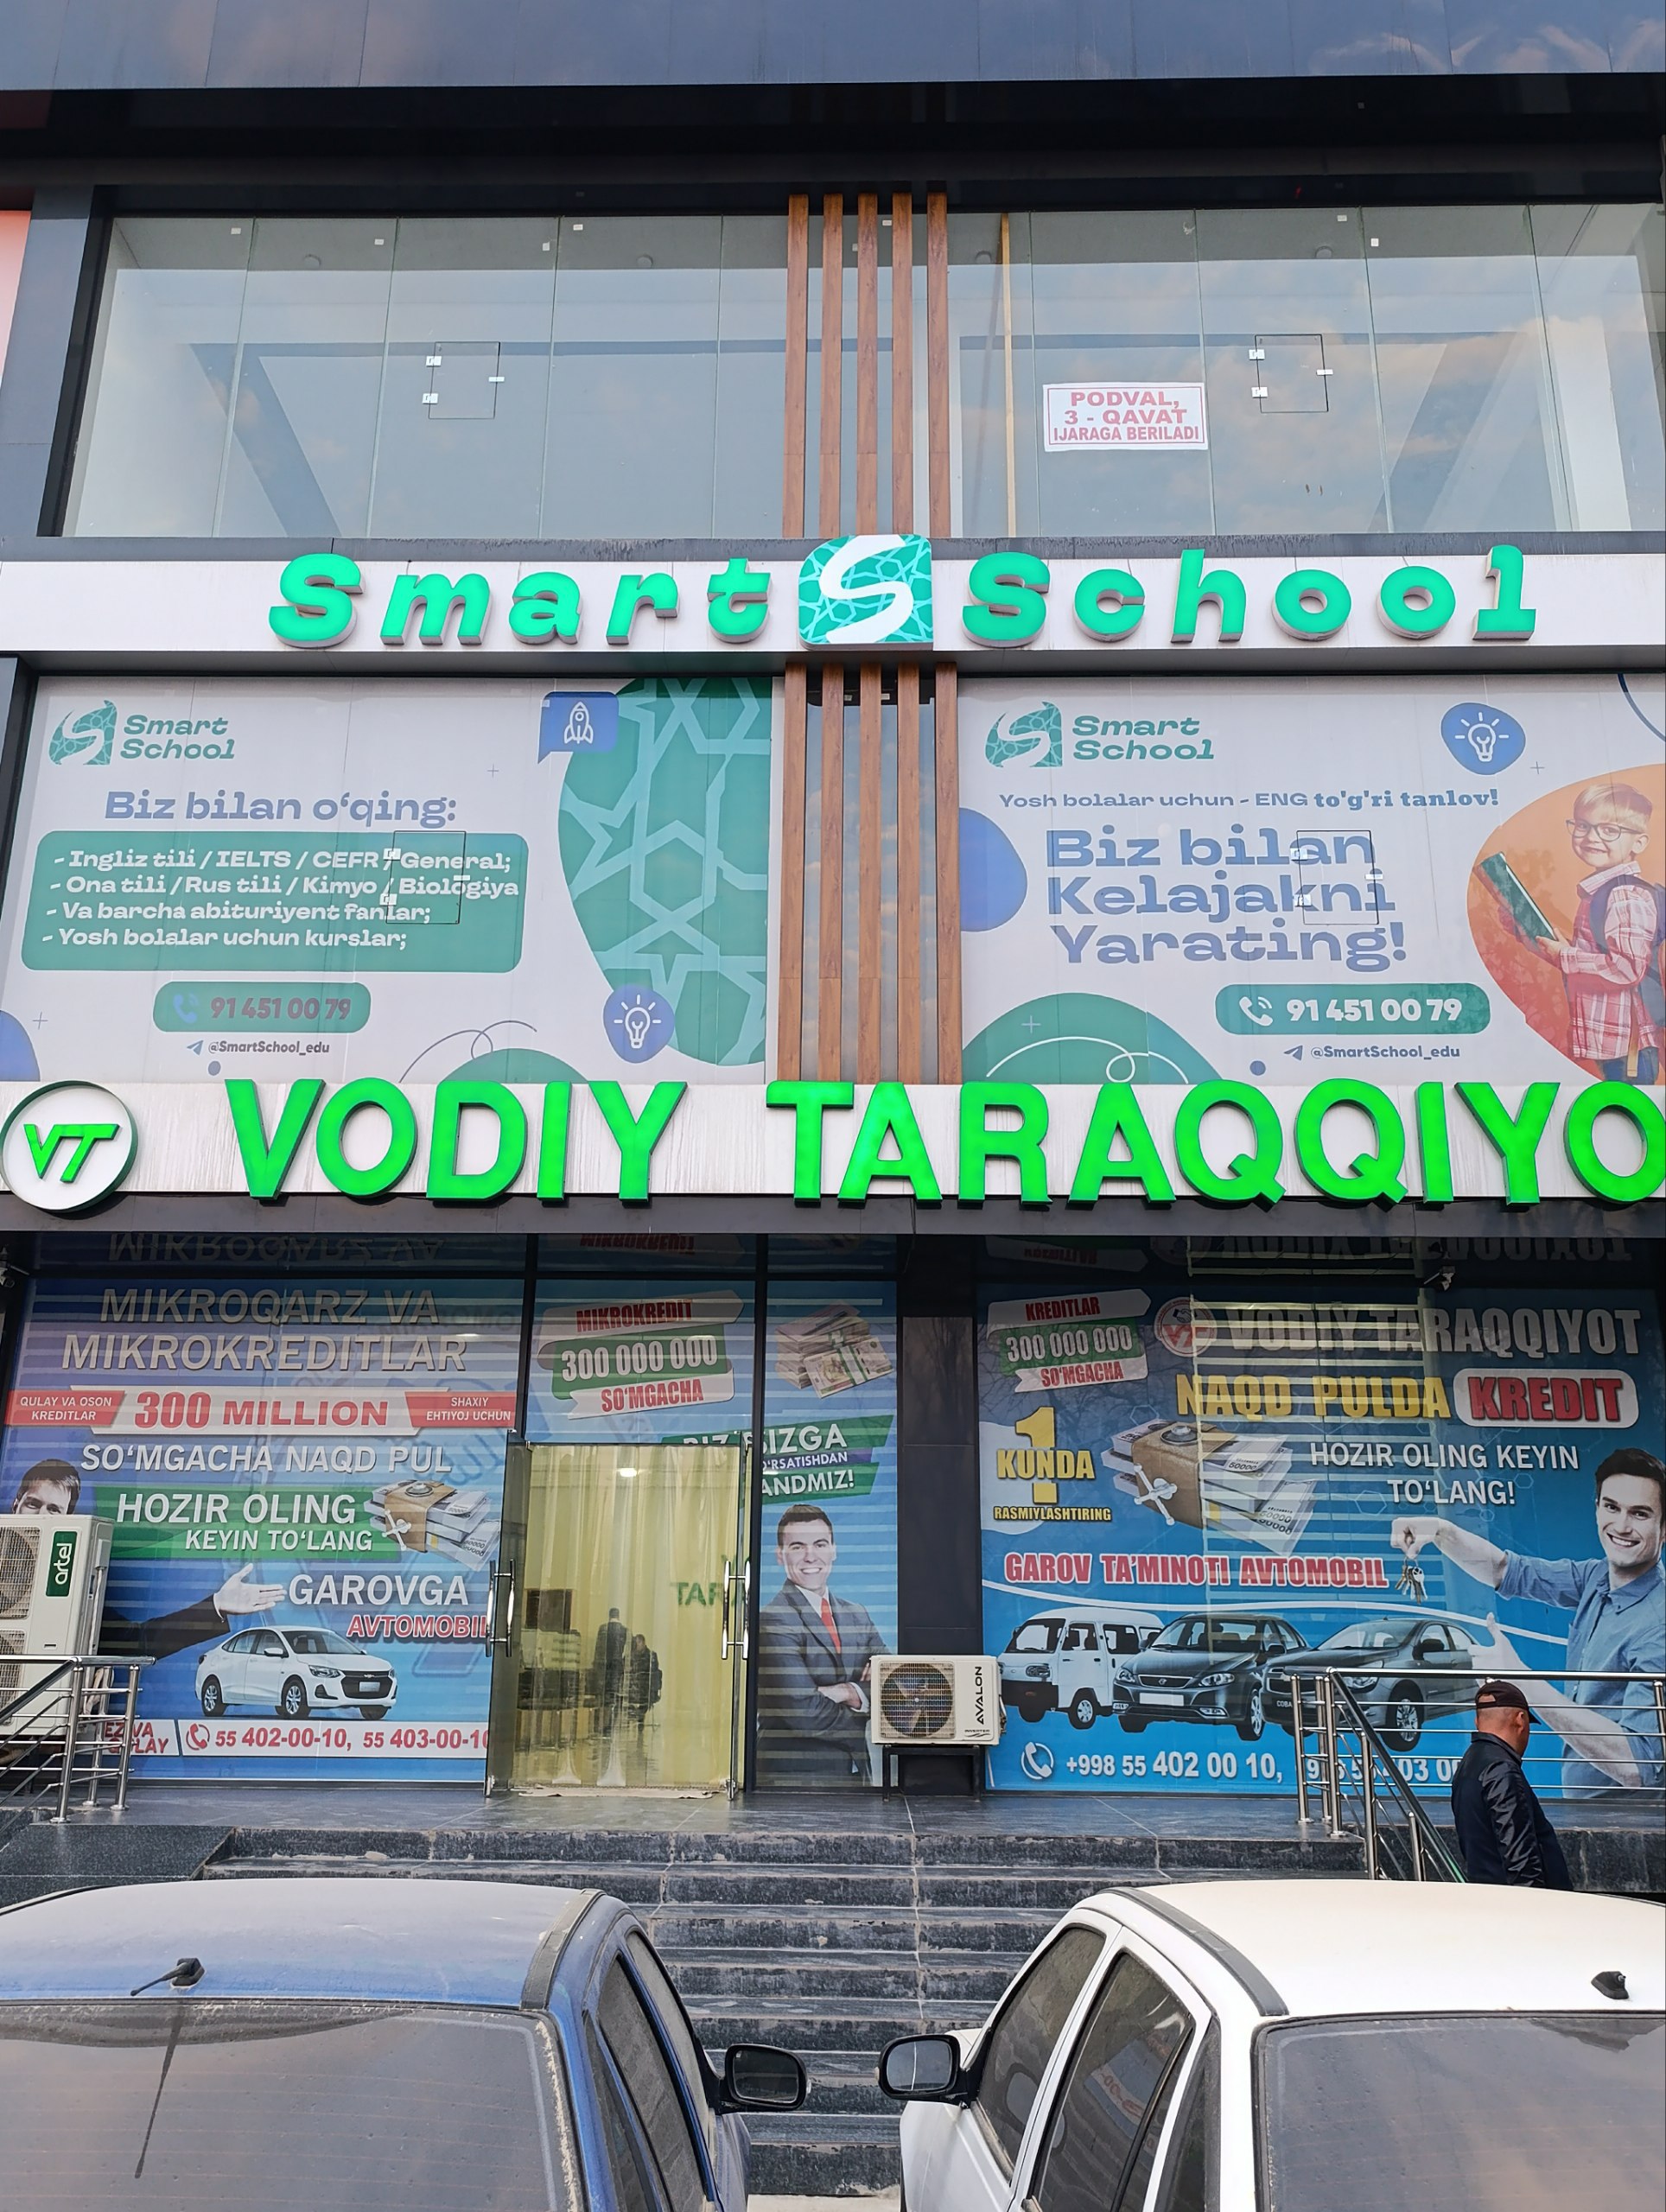 PODVAL,
3 - QAVAT
IJARAGA BERILADI
Smart School
Smart
School
Biz bilan o‘qing:
- Ingliz tili / IELTS / CEFR / General;
- Ona tili / Rus tili / Kimyo / Biologiya
- Va barcha abituriyent fanlar;
- Yosh bolalar uchun kurslar;
91 451 00 79
@SmartSchool_edu
Smart
School
Yosh bolalar uchun - ENG to'g'ri tanlov!
Biz bilan
Kelajakni
Yarating!
91 451 00 79
@SmartSchool_edu
VT VODIY TARAQQIYO
MIKROQARZ VA
MIKROKREDITLAR
QULAY VA OSON
KREDITLAR
300 MILLION
SHAXIY
EHTIYOJ UCHUN
SO‘MGACHA NAQD PUL
HOZIR OLING
KEYIN TO‘LANG
GAROVGA
AVTOMOBIL
55 402-00-10, 55 403-00-10
artel
MIKROKREDIT
300 000 000
SO‘MGACHA
BIZ BIZGA
ANDMIZ!
TARA
AVALON
KREDITLAR
300 000 000
SO‘MGACHA
VODIY TARAQQIYOT
NAQD PULDA KREDIT
1
KUNDA
RASMIYLASHTIRING
HOZIR OLING KEYIN
TO‘LANG!
GAROV TA‘MINOTI AVTOMOBIL
+998 55 402 00 10,